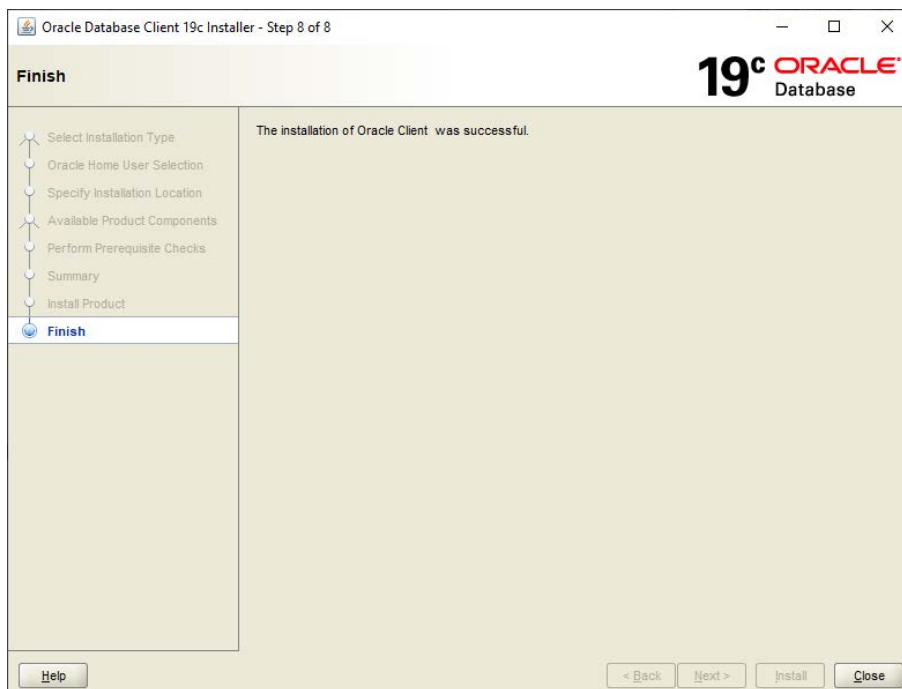 Oracle Database Client 19c Installer - Step 8 of 8
Finish
19c ORACLE
Database
Select Installation Type
Oracle Home User Selection
Specify Installation Location
Available Product Components
Perform Prerequisite Checks
Summary
Install Product
Finish
The installation of Oracle Client  was successful.
Help
< Back
Next >
Install
Close